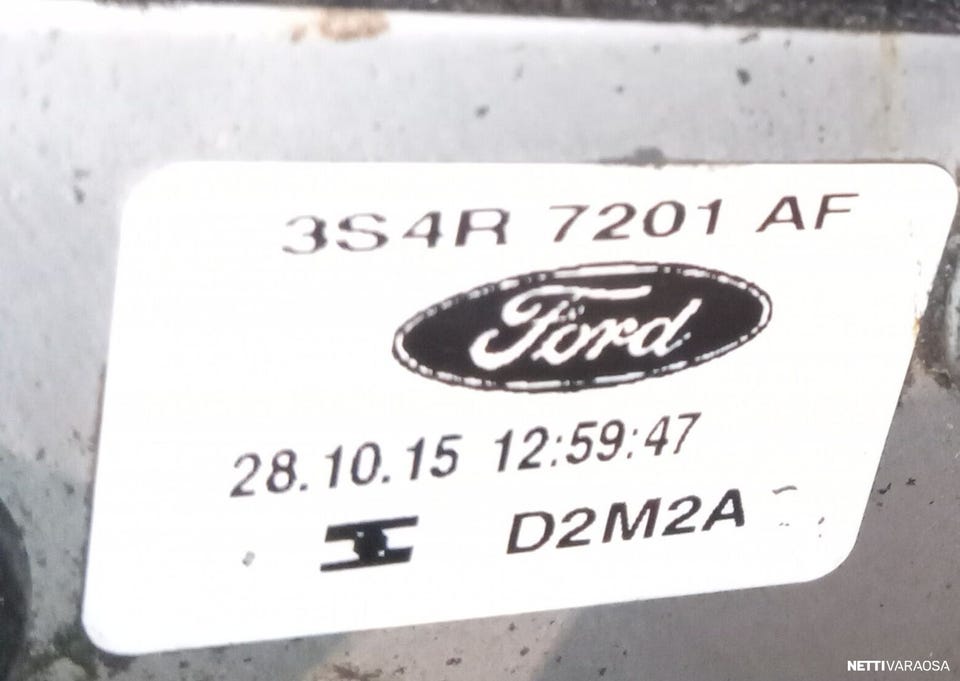 3S4R 7201 AF
Ford
28.10.15 12:59:47
D2M2A
NETTIVARAOSA